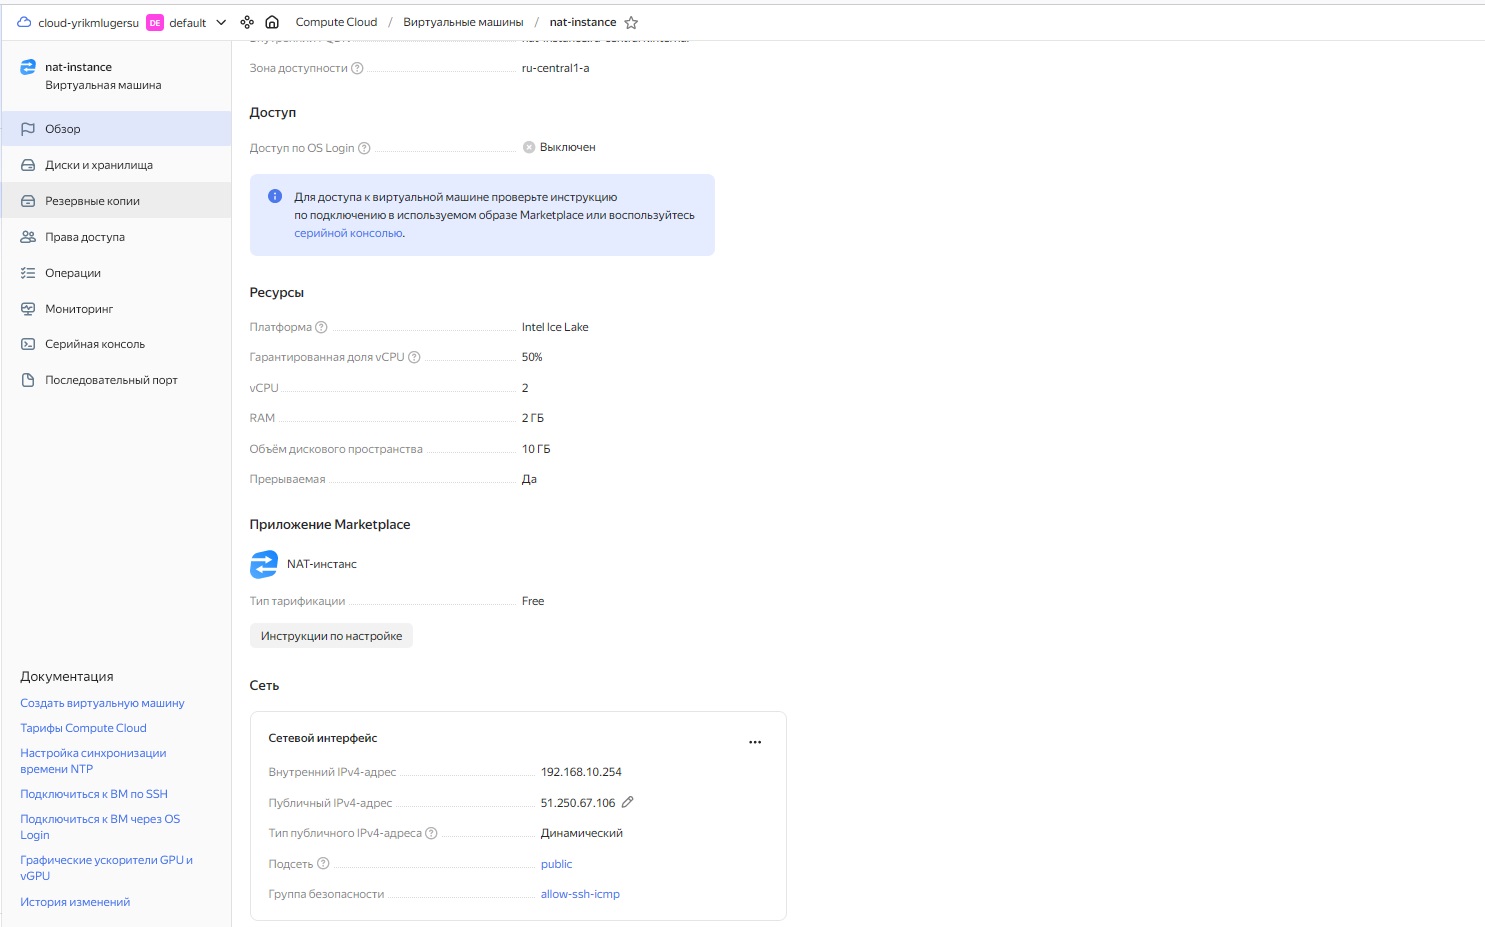 cloud-yrikmlugersu DE default Compute Cloud / Виртуальные машины / nat-instance
nat-instance
Виртуальная машина
Обзор
Диски и хранилища
Резервные копии
Права доступа
Операции
Мониторинг
Серийная консоль
Последовательный порт
Документация
Создать виртуальную машину
Тарифы Compute Cloud
Настройка синхронизации
времени NTP
Подключиться к ВМ по SSH
Подключиться к ВМ через OS
Login
Графические ускорители GPU и
vGPU
История изменений
Зона доступности ru-central1-a
Доступ
Доступ по OS Login Выключен
Для доступа к виртуальной машине проверьте инструкцию
по подключению в используемом образе Marketplace или воспользуйтесь
серийной консолью.
Ресурсы
Платформа Intel Ice Lake
Гарантированная доля vCPU 50%
vCPU 2
RAM 2 ГБ
Объём дискового пространства 10 ГБ
Прерываемая Да
Приложение Marketplace
NAT-инстанс
Тип тарификации Free
Инструкции по настройке
Сеть
Сетевой интерфейс
Внутренний IPv4-адрес 192.168.10.254
Публичный IPv4-адрес 51.250.67.106
Тип публичного IPv4-адреса Динамический
Подсеть public
Группа безопасности allow-ssh-icmp